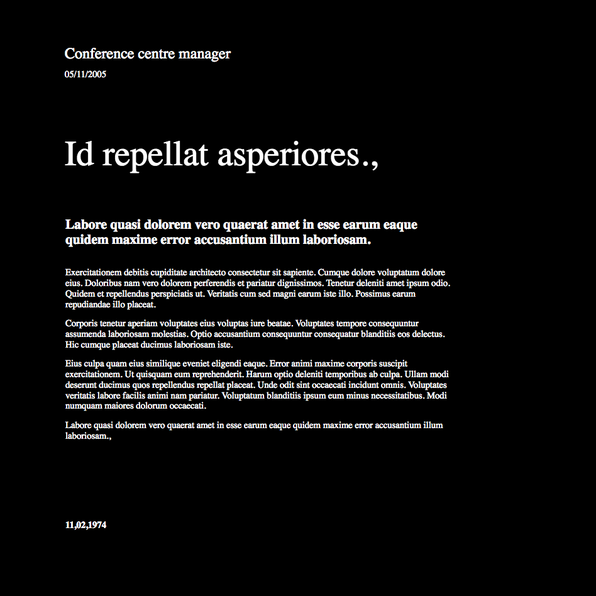 Conference centre manager
05/11/2005
Id repellat asperiores.,
Labore quasi dolorem vero quaerat amet in esse earum eaque
quidem maxime error accusantium illum laboriosam.
Exercitationem debitis cupiditate architecto consectetur sit sapiente. Cumque dolore voluptatum dolore
eius. Doloribus nam vero dolorem perferendis et pariatur dignissimos. Tenetur deleniti amet ipsum odio.
Quidem et repellendus perspiciatis ut. Veritatis cum sed magni earum iste illo. Possimus earum
repudiandae illo placeat.
Corporis tenetur aperiam voluptates eius voluptas iure beatae. Voluptates tempore consequuntur
assumenda laboriosam molestias. Optio accusantium consequuntur consequatur blanditiis eos delectus.
Hic cumque placeat ducimus laboriosam iste.
Eius culpa quam eius similique eveniet eligendi eaque. Error animi maxime corporis suscipit
exercitationem. Ut quisquam eum reprehenderit. Harum optio deleniti temporibus ab culpa. Ullam modi
deserunt ducimus quos repellendus repellat placeat. Unde odit sint occaecati incidunt omnis. Voluptates
veritatis labore facilis animi nam pariatur. Voluptatum blanditiis ipsum eum minus necessitatibus. Modi
numquam maiores dolorum occaecati.
Labore quasi dolorem vero quaerat amet in esse earum eaque quidem maxime error accusantium illum
laboriosam.,
11,02,1974